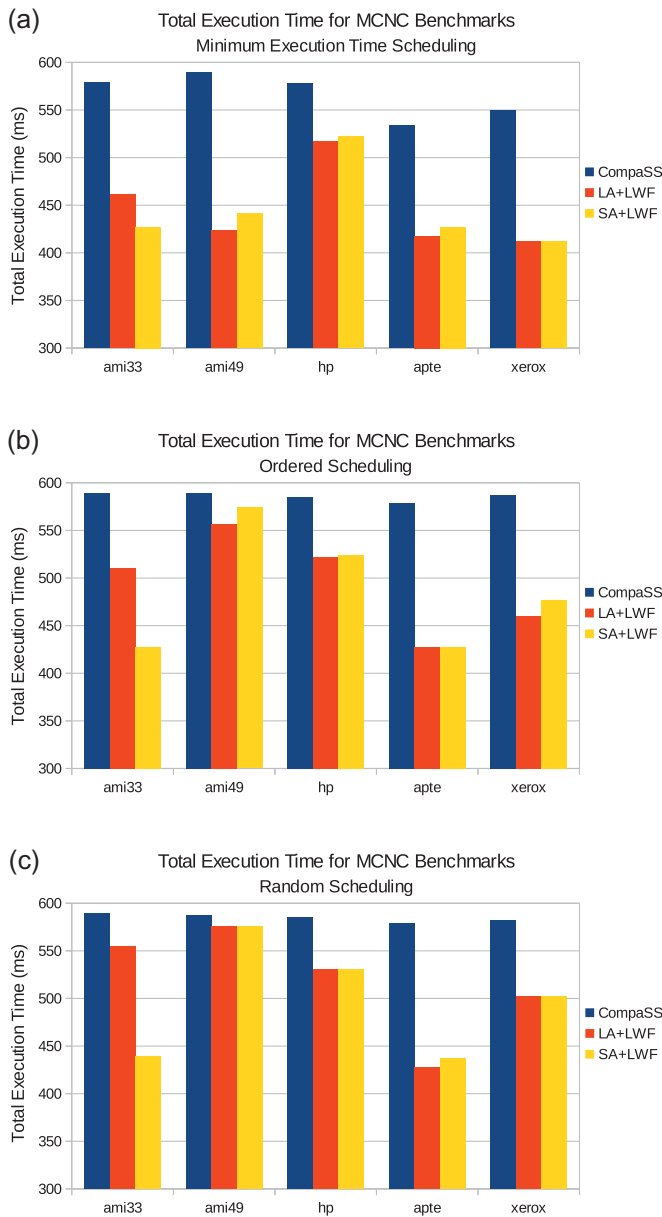 (a)
Total Execution Time for MCNC Benchmarks
Minimum Execution Time Scheduling
Total Execution Time (ms)
600
550
500
450
400
350
300
ami33 ami49 hp apte xerox
CompaSS
LA+LWF
SA+LWF
(b)
Total Execution Time for MCNC Benchmarks
Ordered Scheduling
Total Execution Time (ms)
600
550
500
450
400
350
300
ami33 ami49 hp apte xerox
CompaSS
LA+LWF
SA+LWF
(c)
Total Execution Time for MCNC Benchmarks
Random Scheduling
Total Execution Time (ms)
600
550
500
450
400
350
300
ami33 ami49 hp apte xerox
CompaSS
LA+LWF
SA+LWF